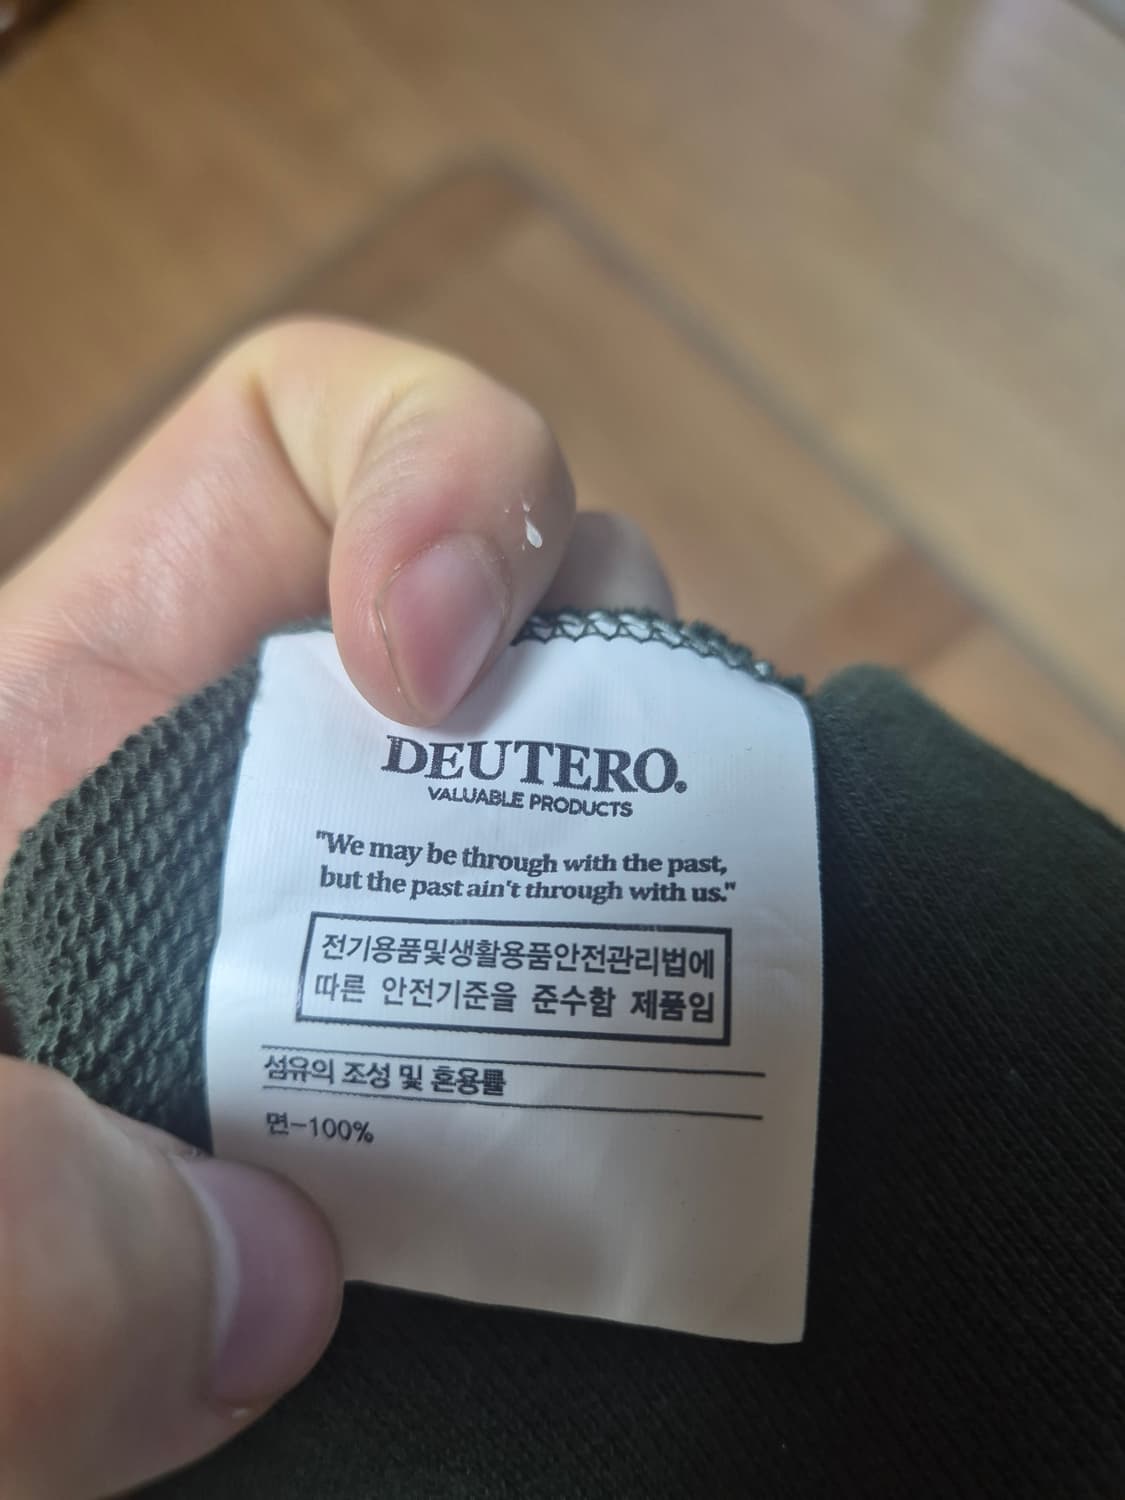 DEUTERO.
VALUABLE PRODUCTS
"We may be through with the past,
but the past ain't through with us."
전기용품및생활용품안전관리법에
따른 안전기준을 준수함 제품임
섬유의 조성 및 혼용률
면-100%